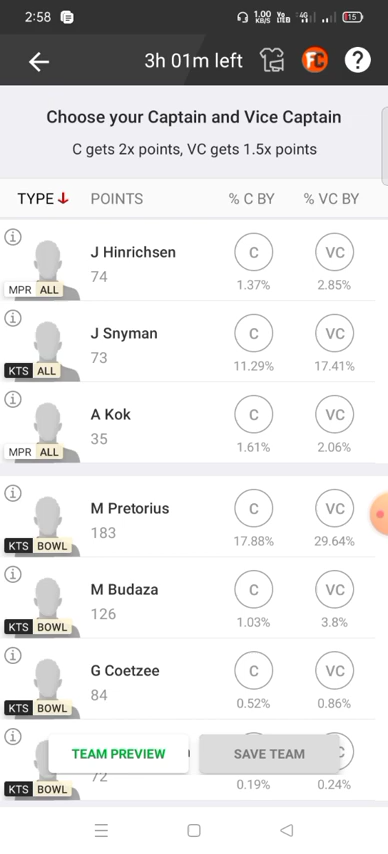 2:58 1.00 KB/S Vo LTE 4G 15
3h 01m left FC ?
Choose your Captain and Vice Captain
C gets 2x points, VC gets 1.5x points
TYPE POINTS % C BY % VC BY
i J Hinrichsen C VC
74
MPR ALL 1.37% 2.85%
i J Snyman C VC
73
KTS ALL 11.29% 17.41%
i A Kok C VC
35
MPR ALL 1.61% 2.06%
i M Pretorius C VC
183
KTS BOWL 17.88% 29.64%
i M Budaza C VC
126
KTS BOWL 1.03% 3.8%
i G Coetzee C VC
84
KTS BOWL 0.52% 0.86%
i TEAM PREVIEW SAVE TEAM
72
KTS BOWL 0.19% 0.24%